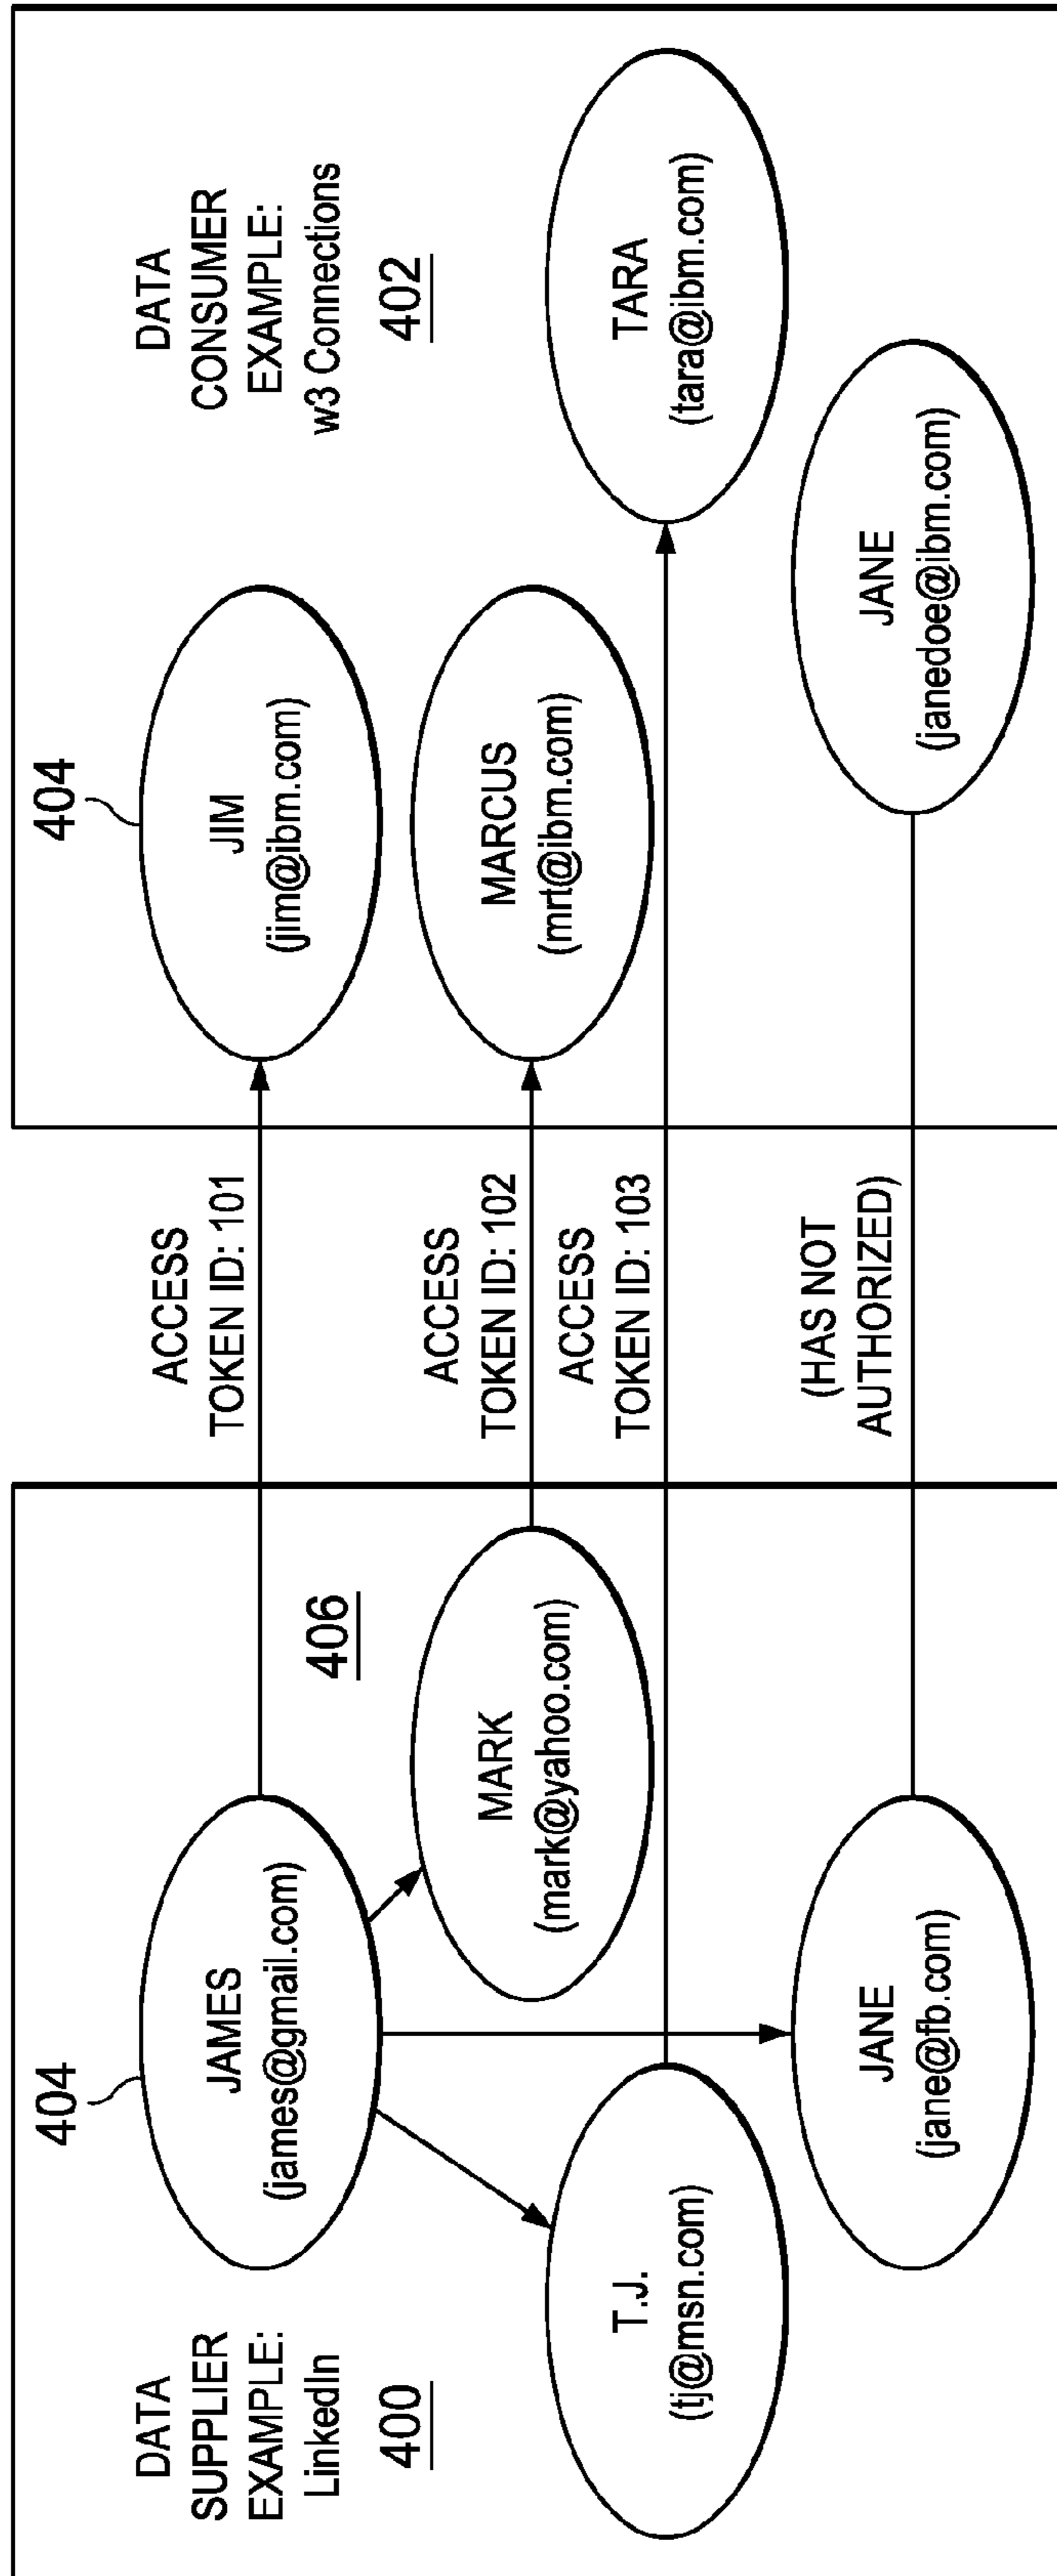 DATA
SUPPLIER
EXAMPLE:
LinkedIn
400
404
JAMES
(james@gmail.com)
406
MARK
(mark@yahoo.com)
T.J.
(tj@msn.com)
JANE
(jane@fb.com)
ACCESS
TOKEN ID: 101
ACCESS
TOKEN ID: 102
ACCESS
TOKEN ID: 103
(HAS NOT
AUTHORIZED)
404
JIM
(jim@ibm.com)
MARCUS
(mrt@ibm.com)
DATA
CONSUMER
EXAMPLE:
w3 Connections
402
TARA
(tara@ibm.com)
JANE
(janedoe@ibm.com)